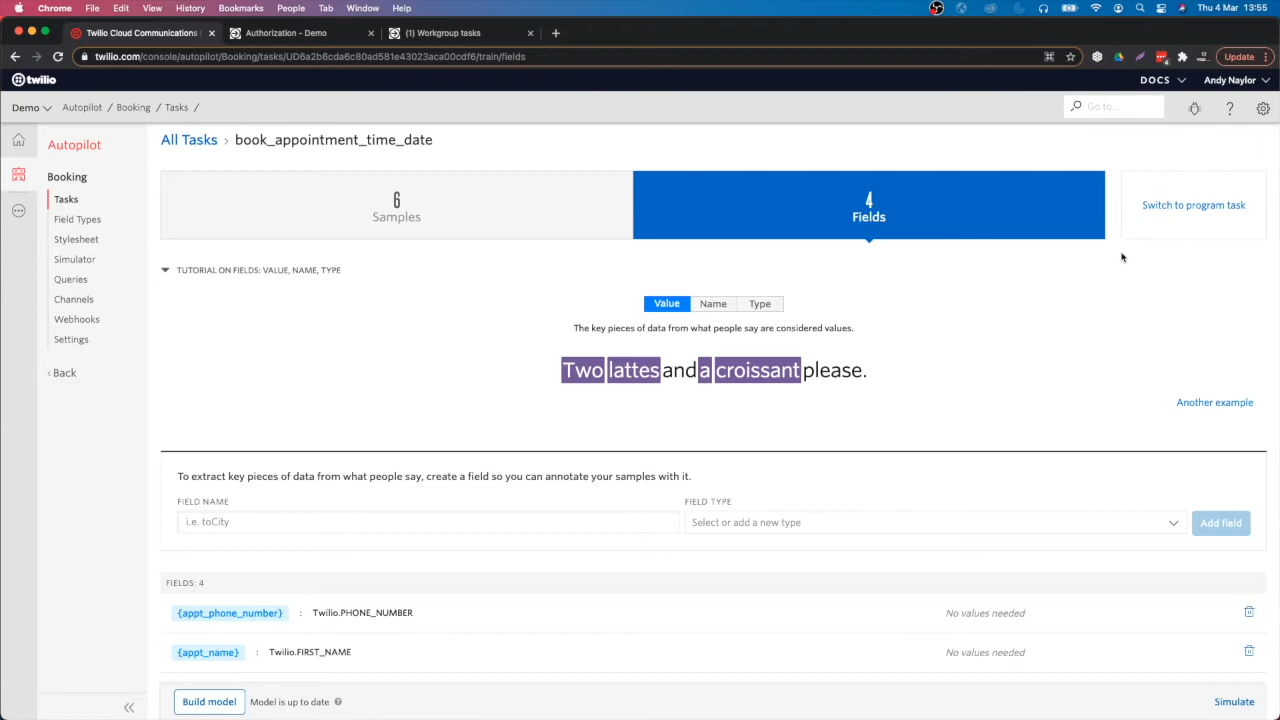 Chrome File Edit View History Bookmarks People Tab Window Help Thu 4 Mar 13:55
Twilio Cloud Communications Authorization - Demo (1) Workgroup tasks
twilio.com/console/autopilot/Booking/tasks/UD6a2b6cda6c80ad581e43023aca00cdf6/train/fields Update
twilio DOCS Andy Naylor
Demo Autopilot / Booking / Tasks / Go to...
Autopilot
Booking
Tasks
Field Types
Stylesheet
Simulator
Queries
Channels
Webhooks
Settings
‹ Back
All Tasks › book_appointment_time_date
6
Samples
4
Fields
Switch to program task
TUTORIAL ON FIELDS: VALUE, NAME, TYPE
Value Name Type
The key pieces of data from what people say are considered values.
Two lattes and a croissant please.
Another example
To extract key pieces of data from what people say, create a field so you can annotate your samples with it.
FIELD NAME FIELD TYPE
i.e. toCity Select or add a new type Add field
FIELDS: 4
{appt_phone_number} : Twilio.PHONE_NUMBER No values needed
{appt_name} : Twilio.FIRST_NAME No values needed
Build model Model is up to date ? Simulate